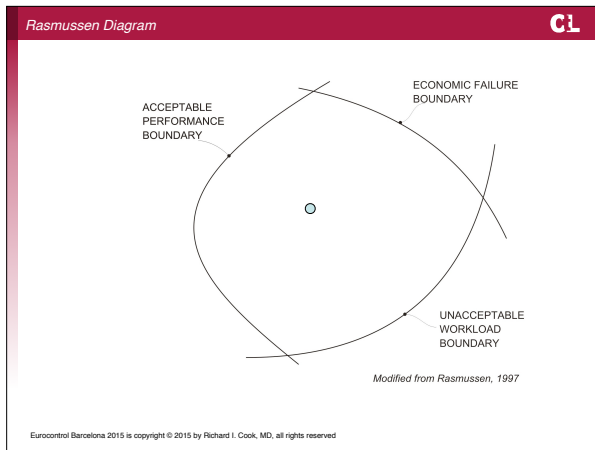 Rasmussen Diagram
CtL
ECONOMIC FAILURE
BOUNDARY
ACCEPTABLE
PERFORMANCE
BOUNDARY
UNACCEPTABLE
WORKLOAD
BOUNDARY
Modified from Rasmussen, 1997
Eurocontrol Barcelona 2015 is copyright © 2015 by Richard I. Cook, MD, all rights reserved